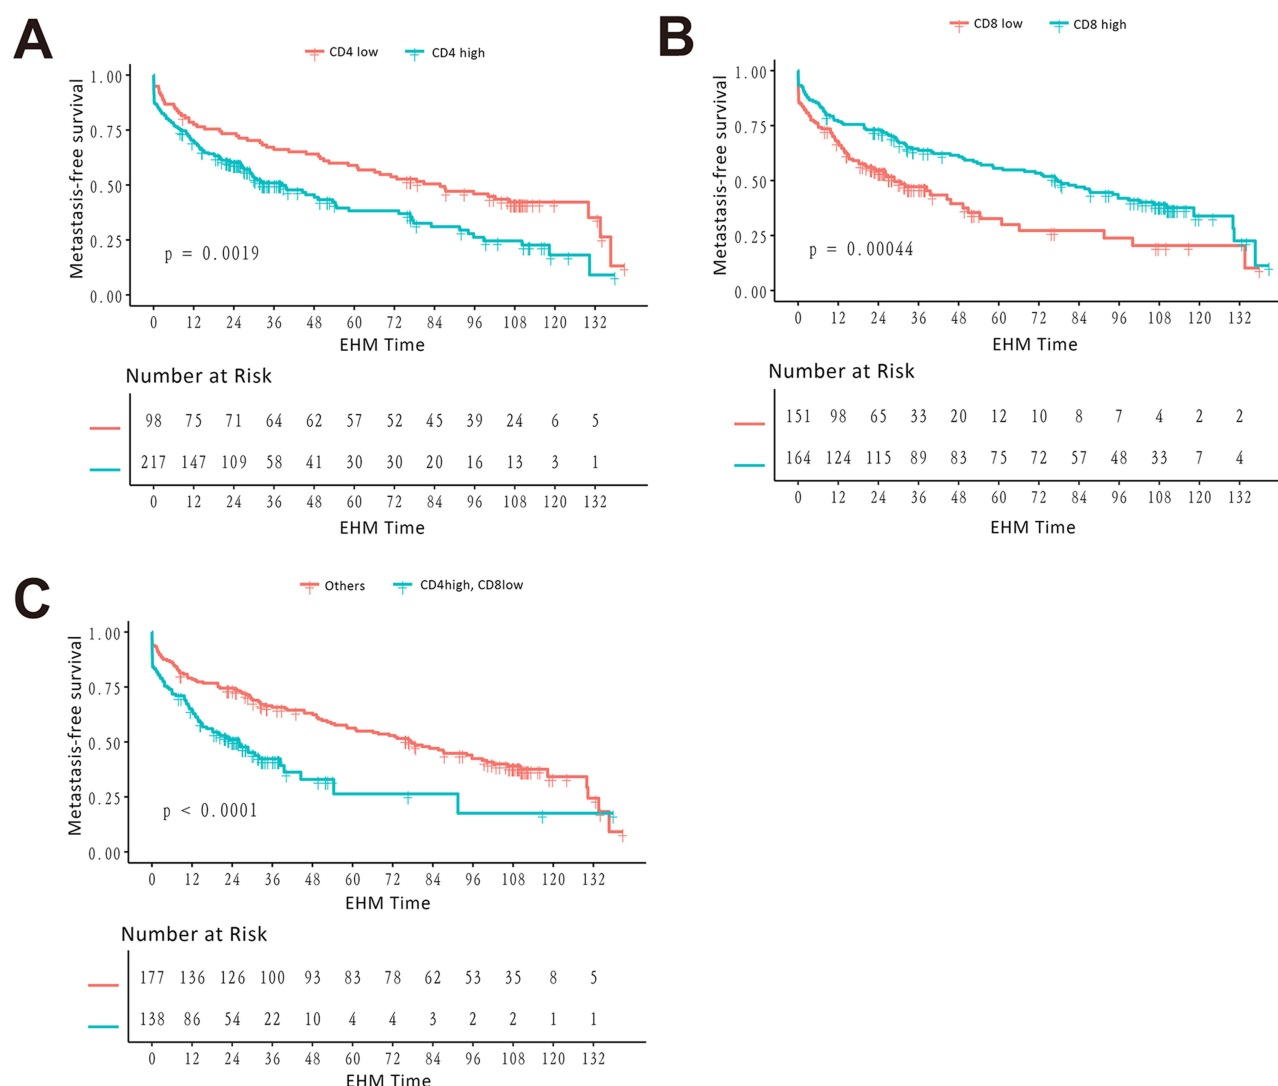 A
CD4 low CD4 high
Metastasis-free survival
1.00
0.75
0.50
0.25
0.00
p = 0.0019
0 12 24 36 48 60 72 84 96 108 120 132
EHM Time
Number at Risk
98 75 71 64 62 57 52 45 39 24 6 5
217 147 109 58 41 30 30 20 16 13 3 1
0 12 24 36 48 60 72 84 96 108 120 132
EHM Time
B
CD8 low CD8 high
Metastasis-free survival
1.00
0.75
0.50
0.25
0.00
p = 0.00044
0 12 24 36 48 60 72 84 96 108 120 132
EHM Time
Number at Risk
151 98 65 33 20 12 10 8 7 4 2 2
164 124 115 89 83 75 72 57 48 33 7 4
0 12 24 36 48 60 72 84 96 108 120 132
EHM Time
C
Others CD4high, CD8low
Metastasis-free survival
1.00
0.75
0.50
0.25
0.00
p < 0.0001
0 12 24 36 48 60 72 84 96 108 120 132
EHM Time
Number at Risk
177 136 126 100 93 83 78 62 53 35 8 5
138 86 54 22 10 4 4 3 2 2 1 1
0 12 24 36 48 60 72 84 96 108 120 132
EHM Time